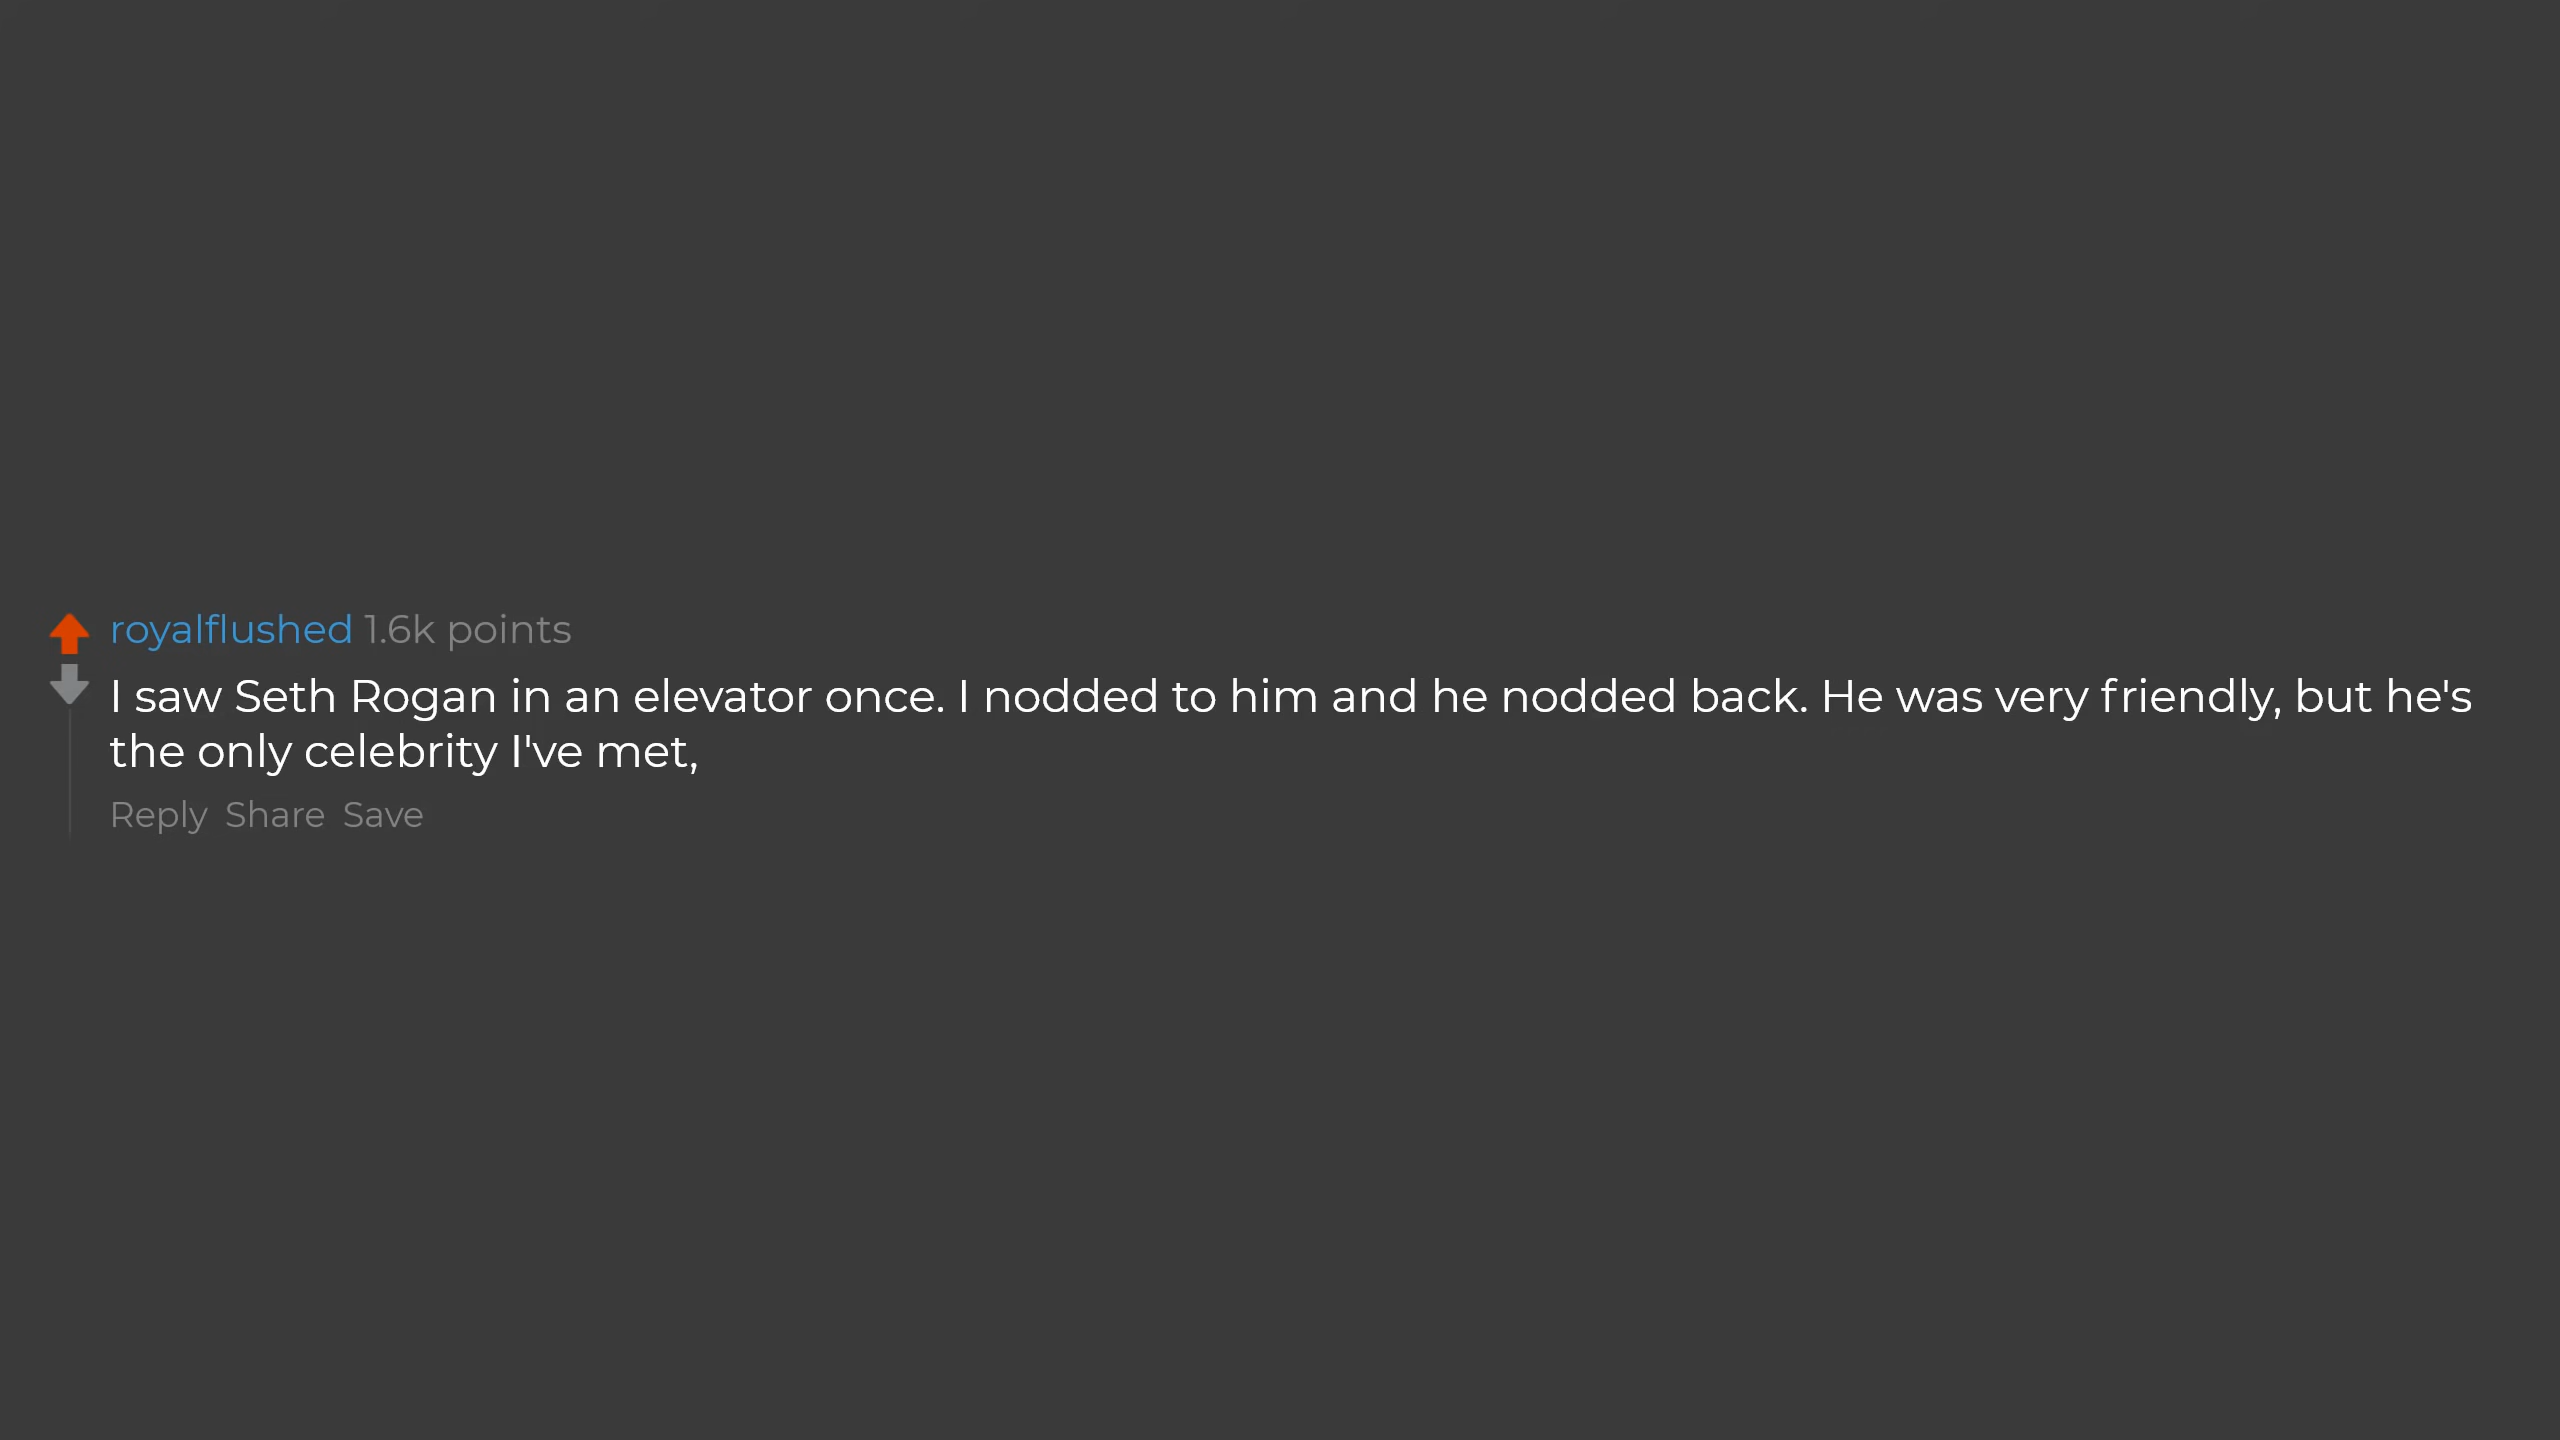 royalflushed 1.6k points
I saw Seth Rogan in an elevator once. I nodded to him and he nodded back. He was very friendly, but he's
the only celebrity I've met,
Reply Share Save